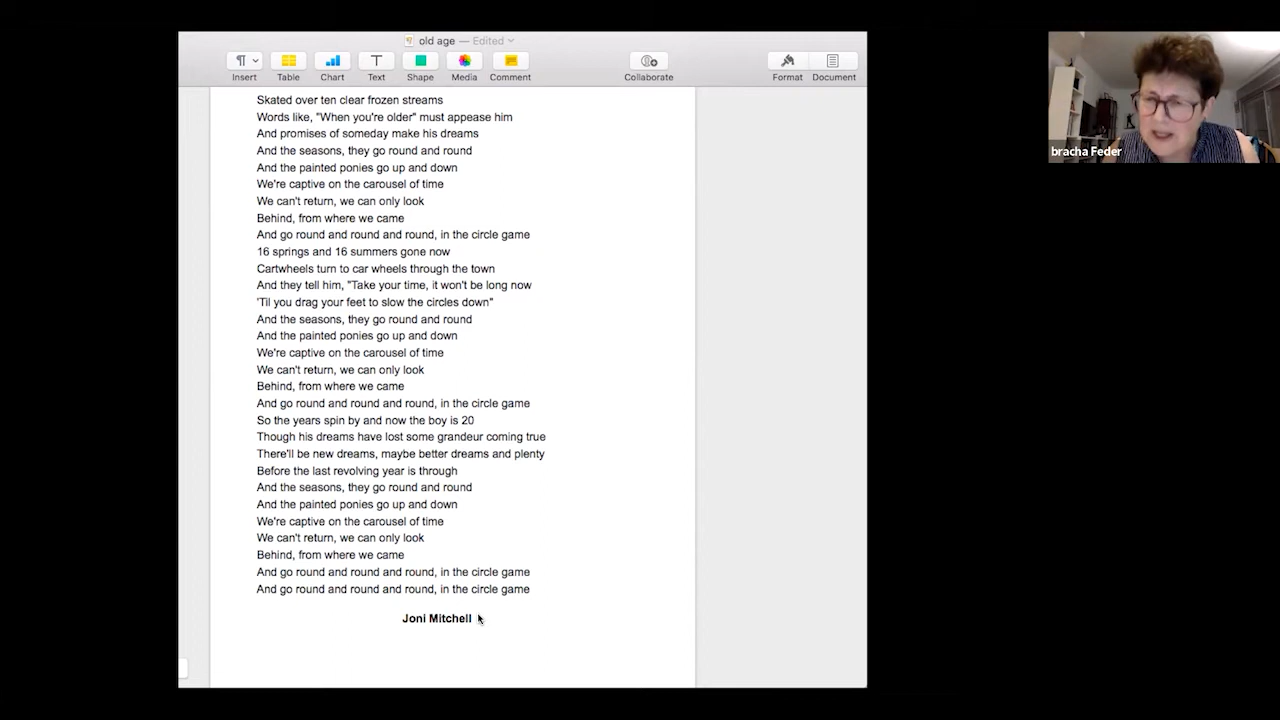 old age — Edited
Insert
Table
Chart
Text
Shape
Media
Comment
Collaborate
Format
Document
Skated over ten clear frozen streams
Words like, "When you're older" must appease him
And promises of someday make his dreams
And the seasons, they go round and round
And the painted ponies go up and down
We're captive on the carousel of time
We can't return, we can only look
Behind, from where we came
And go round and round and round, in the circle game
16 springs and 16 summers gone now
Cartwheels turn to car wheels through the town
And they tell him, "Take your time, it won't be long now
'Til you drag your feet to slow the circles down"
And the seasons, they go round and round
And the painted ponies go up and down
We're captive on the carousel of time
We can't return, we can only look
Behind, from where we came
And go round and round and round, in the circle game
So the years spin by and now the boy is 20
Though his dreams have lost some grandeur coming true
There'll be new dreams, maybe better dreams and plenty
Before the last revolving year is through
And the seasons, they go round and round
And the painted ponies go up and down
We're captive on the carousel of time
We can't return, we can only look
Behind, from where we came
And go round and round and round, in the circle game
And go round and round and round, in the circle game
Joni Mitchell
bracha Feder